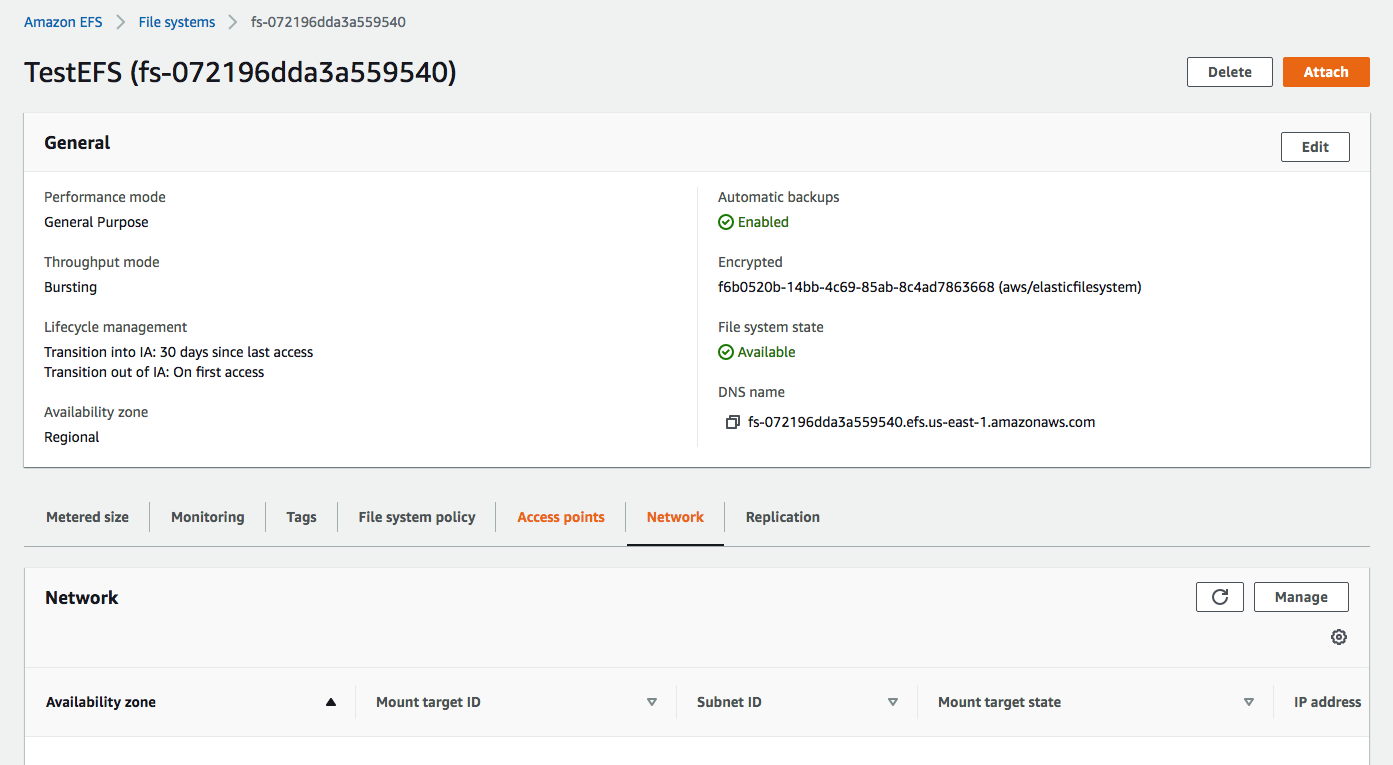 Amazon EFS > File systems > fs-072196dda3a559540
TestEFS (fs-072196dda3a559540)
Delete
Attach
General
Edit
Performance mode
General Purpose
Throughput mode
Bursting
Lifecycle management
Transition into IA: 30 days since last access
Transition out of IA: On first access
Availability zone
Regional
Automatic backups
Enabled
Encrypted
f6b0520b-14bb-4c69-85ab-8c4ad7863668 (aws/elasticfilesystem)
File system state
Available
DNS name
fs-072196dda3a559540.efs.us-east-1.amazonaws.com
Metered size
Monitoring
Tags
File system policy
Access points
Network
Replication
Network
Manage
Availability zone
Mount target ID
Subnet ID
Mount target state
IP address